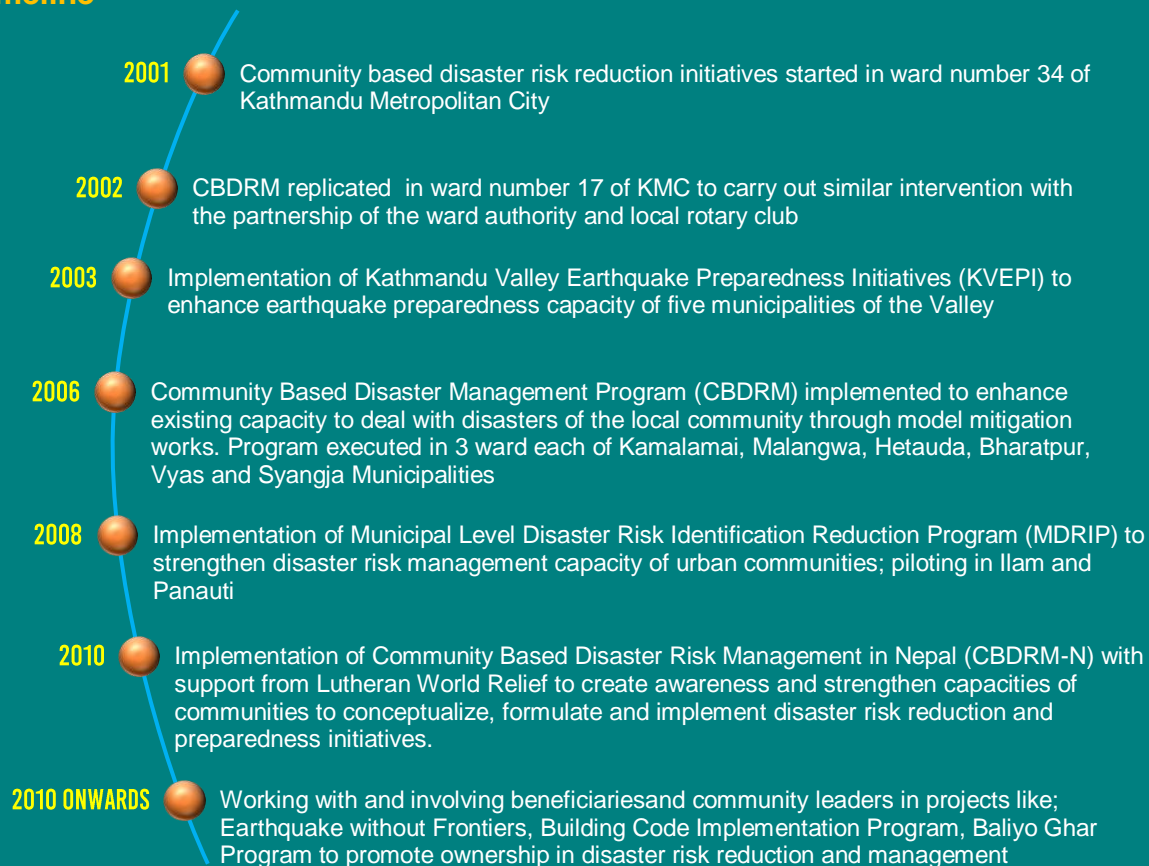 2001
Community based disaster risk reduction initiatives started in ward number 34 of
Kathmandu Metropolitan City
2002
CBDRM replicated in ward number 17 of KMC to carry out similar intervention with
the partnership of the ward authority and local rotary club
2003
Implementation of Kathmandu Valley Earthquake Preparedness Initiatives (KVEPI) to
enhance earthquake preparedness capacity of five municipalities of the Valley
2006
Community Based Disaster Management Program (CBDRM) implemented to enhance
existing capacity to deal with disasters of the local community through model mitigation
works. Program executed in 3 ward each of Kamalamai, Malangwa, Hetauda, Bharatpur,
Vyas and Syangja Municipalities
2008
Implementation of Municipal Level Disaster Risk Identification Reduction Program (MDRIP) to
strengthen disaster risk management capacity of urban communities; piloting in Ilam and
Panauti
2010
Implementation of Community Based Disaster Risk Management in Nepal (CBDRM-N) with
support from Lutheran World Relief to create awareness and strengthen capacities of
communities to conceptualize, formulate and implement disaster risk reduction and
preparedness initiatives.
2010 ONWARDS
Working with and involving beneficiariesand community leaders in projects like;
Earthquake without Frontiers, Building Code Implementation Program, Baliyo Ghar
Program to promote ownership in disaster risk reduction and management